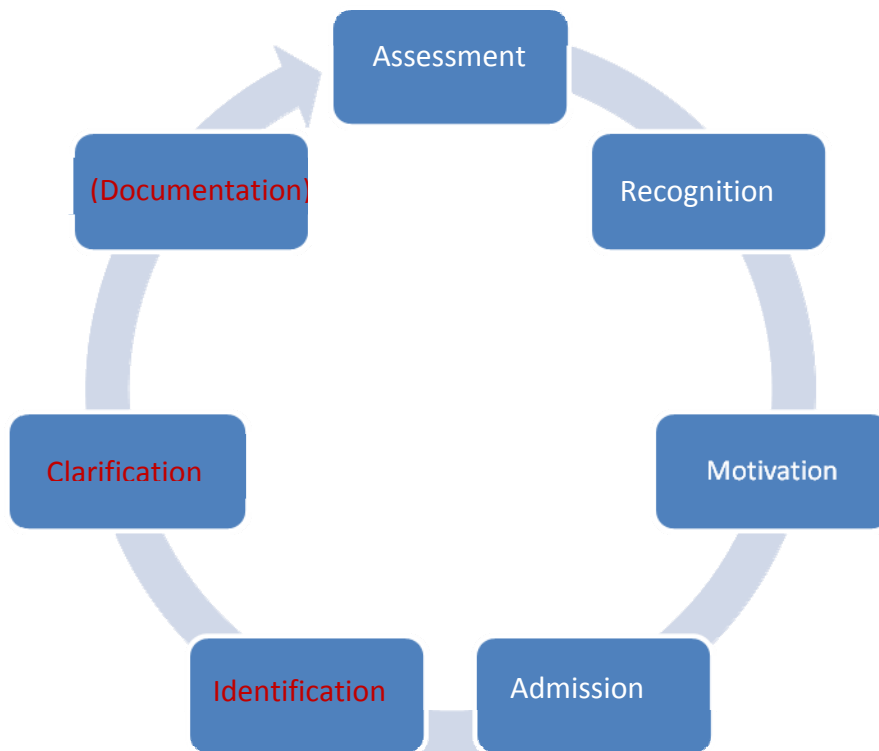 Assessment
Recognition
Motivation
Admission
Identification
Clarification
(Documentation)